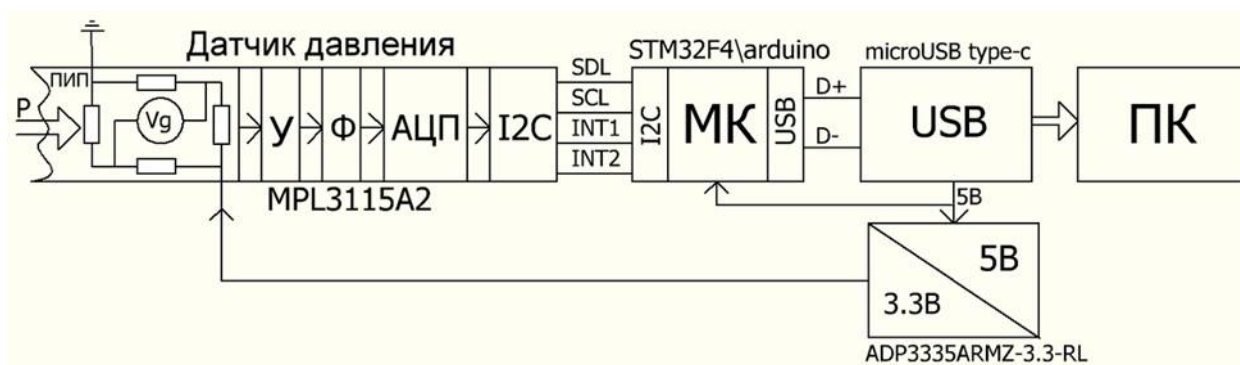 Датчик давления
STM32F4\arduino
microUSB type-c
ПИП
P
Vg
У
Ф
АЦП
I2C
SDL
SCL
INT1
INT2
I2C
МК
USB
D+
D-
USB
ПК
MPL3115A2
5В
5В
3.3В
ADP3335ARMZ-3.3-RL